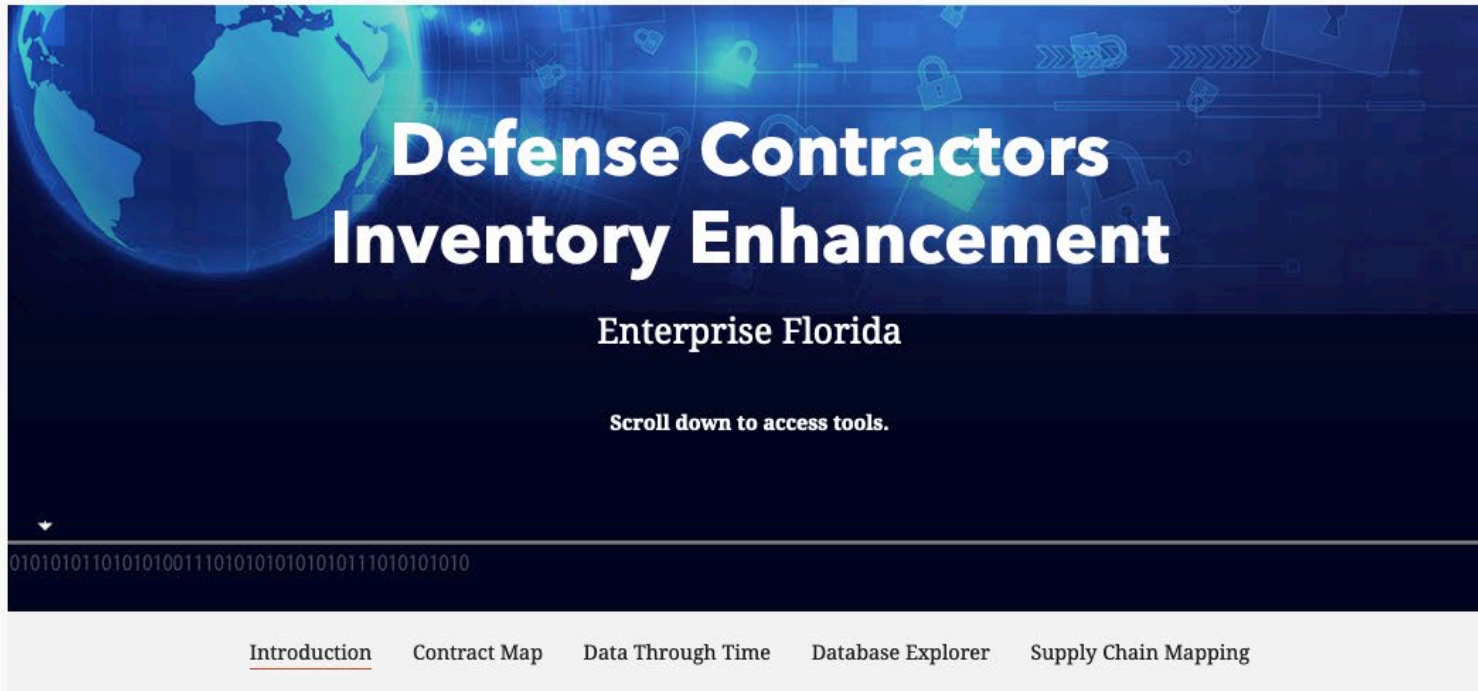 Defense Contractors
Inventory Enhancement
Enterprise Florida
Scroll down to access tools.
01010101101010100111010101010101011101010101010
Introduction Contract Map Data Through Time Database Explorer Supply Chain Mapping